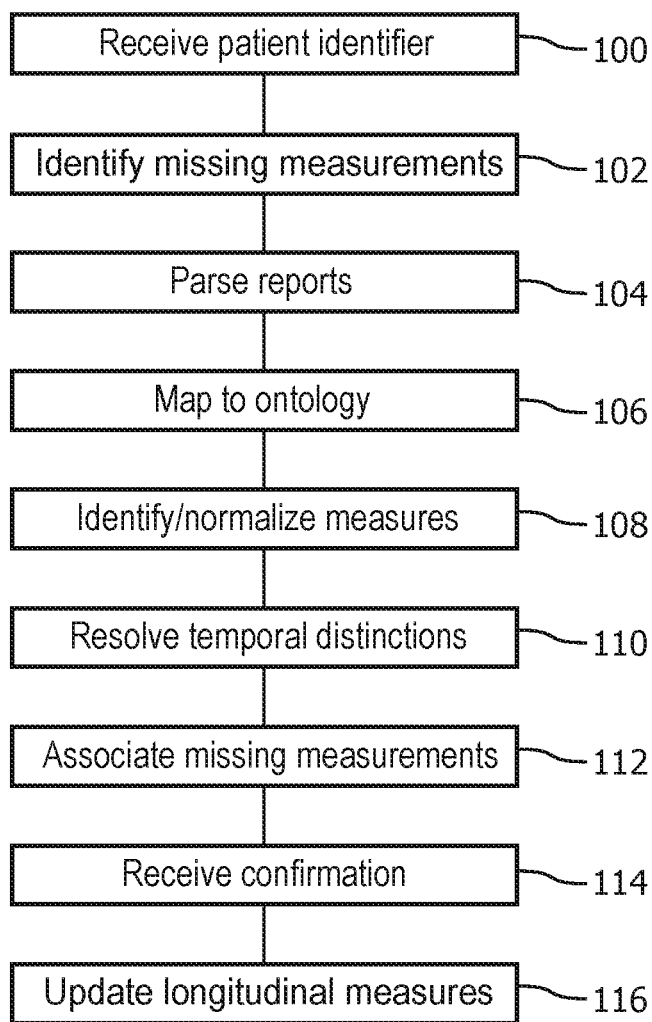 Receive patient identifier 100
Identify missing measurements 102
Parse reports 104
Map to ontology 106
Identify/normalize measures 108
Resolve temporal distinctions 110
Associate missing measurements 112
Receive confirmation 114
Update longitudinal measures 116